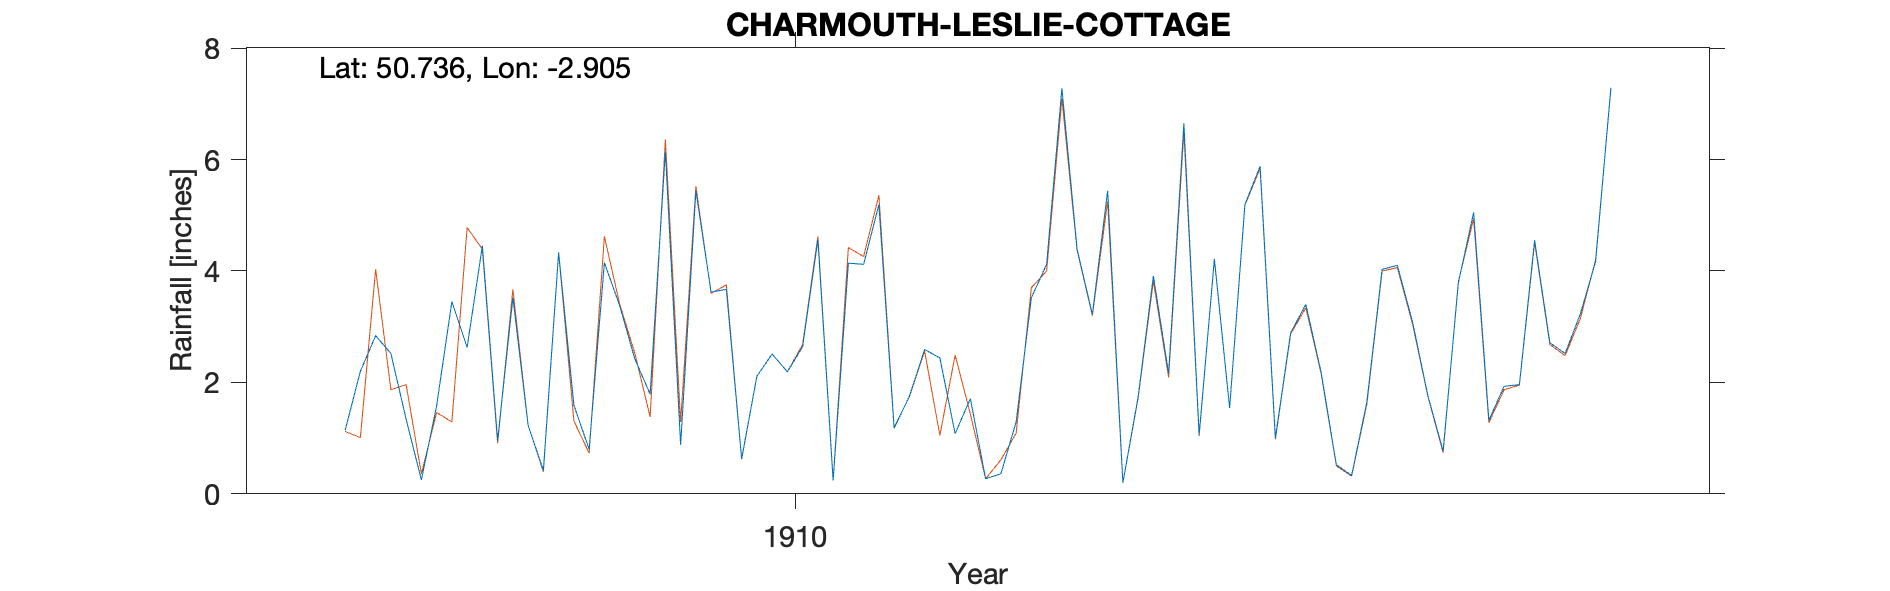 CHARMOUTH-LESLIE-COTTAGE
Lat: 50.736, Lon: -2.905
8
6
4
2
0
Rainfall [inches]
1910
Year